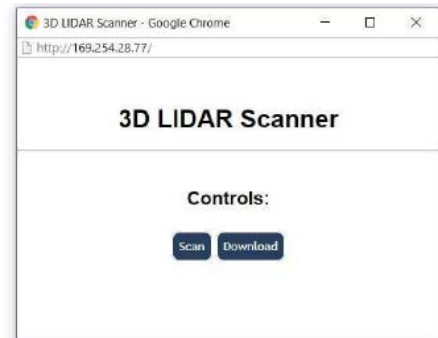 3D LIDAR Scanner - Google Chrome
http://169.254.28.77/
3D LIDAR Scanner
Controls:
Scan Download